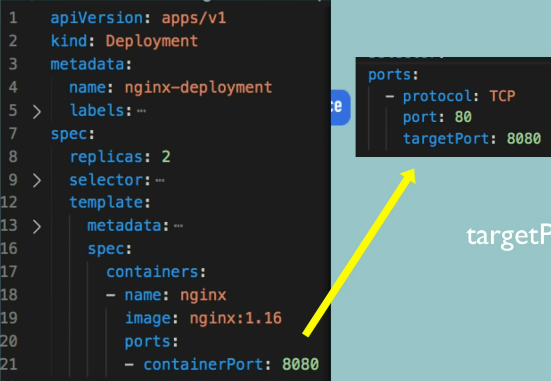 1 apiVersion: apps/v1
2 kind: Deployment
3 metadata:
4 name: nginx-deployment
5 > labels: ⋯
7 spec:
8 replicas: 2
9 > selector: ⋯
12 template:
13 > metadata: ⋯
16 spec:
17 containers:
18 - name: nginx
19 image: nginx:1.16
20 ports:
21 - containerPort: 8080
ce
ports:
- protocol: TCP
port: 80
targetPort: 8080
targetP